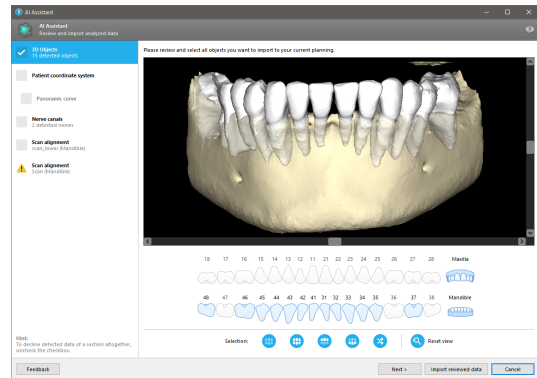 AI Assistant
AI Assistant
Review and import analyzed data
3D Objects
15 detected objects
Patient coordinate system
Panoramic curve
Nerve canals
2 detected nerves
Scan alignment
scan_lower (Mandible)
Scan alignment
Scan (Mandible)
Hint:
To decline detected data of a section altogether,
uncheck the checkbox.
Please review and select all objects you want to import to your current planning.
18 17 16 15 14 13 12 11 21 22 23 24 25 26 27 28 Maxilla
48 47 46 45 44 43 42 41 31 32 33 34 35 36 37 38 Mandible
Selection: Reset view
Feedback Next > Import reviewed data Cancel